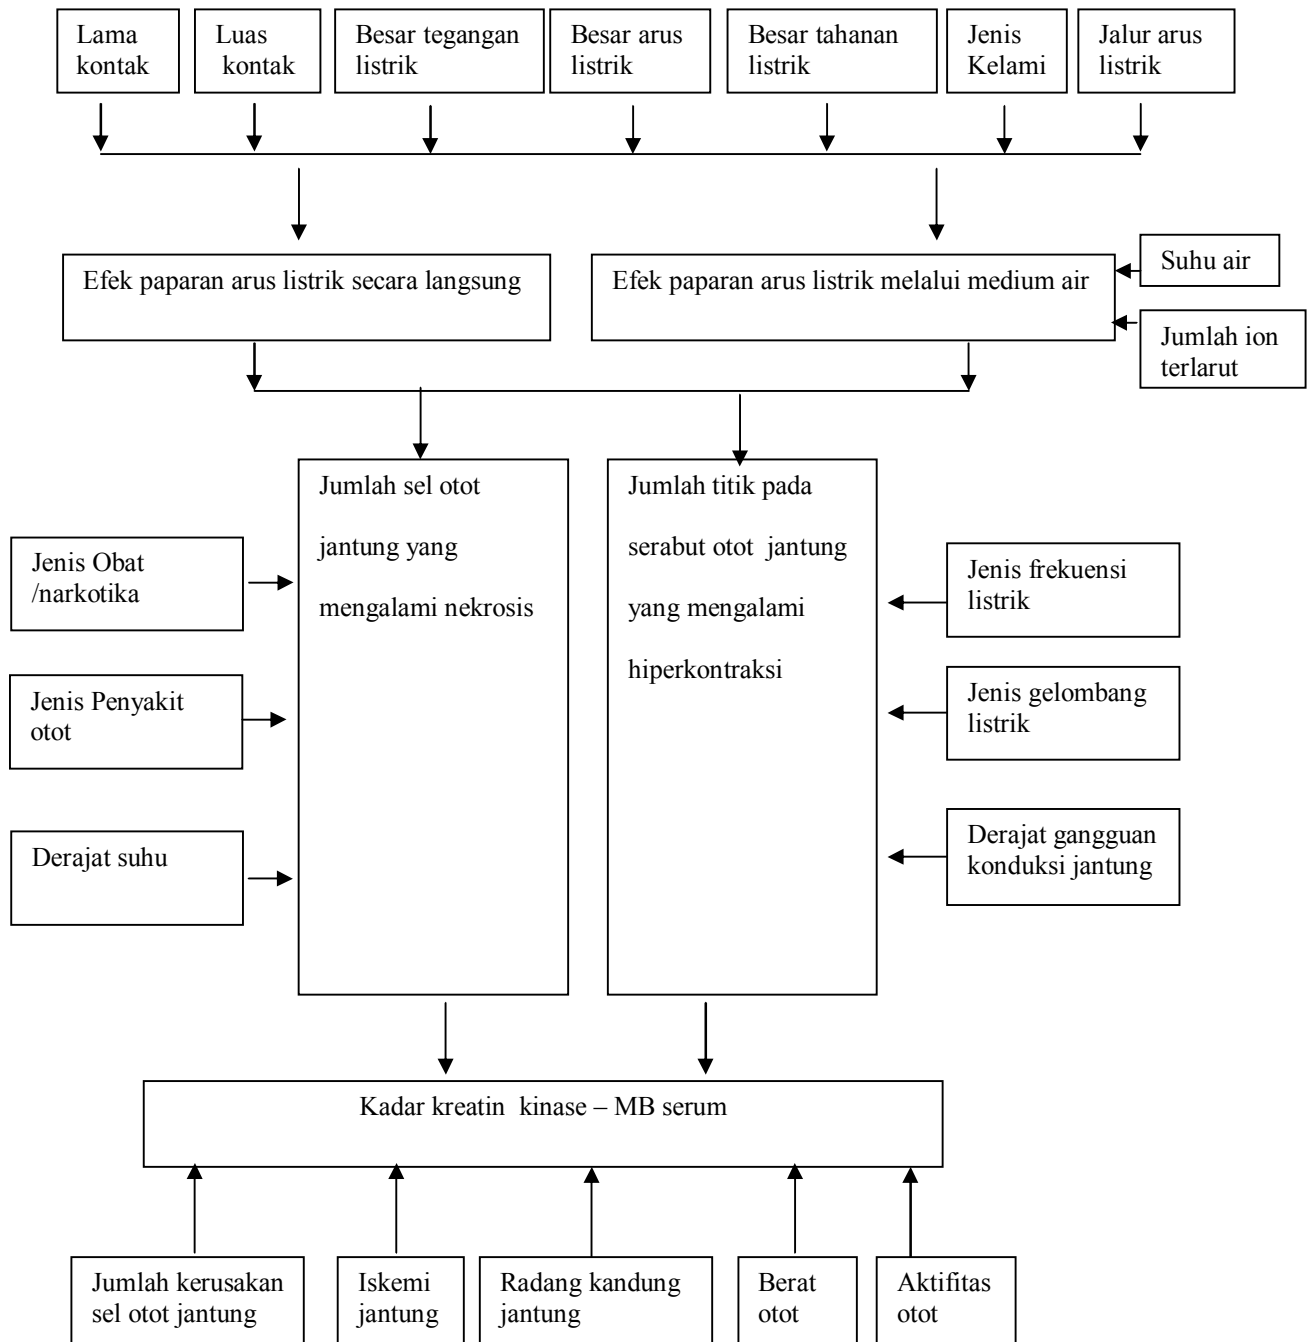 Lama
kontak
Luas
kontak
Besar tegangan
listrik
Besar arus
listrik
Besar tahanan
listrik
Jenis
Kelami
Jalur arus
listrik
Efek paparan arus listrik secara langsung
Efek paparan arus listrik melalui medium air
Suhu air
Jumlah ion
terlarut
Jumlah sel otot
jantung yang
mengalami nekrosis
Jumlah titik pada
serabut otot jantung
yang mengalami
hiperkontraksi
Jenis Obat
/narkotika
Jenis Penyakit
otot
Derajat suhu
Jenis frekuensi
listrik
Jenis gelombang
listrik
Derajat gangguan
konduksi jantung
Kadar kreatin kinase – MB serum
Jumlah kerusakan
sel otot jantung
Iskemi
jantung
Radang kandung
jantung
Berat
otot
Aktifitas
otot